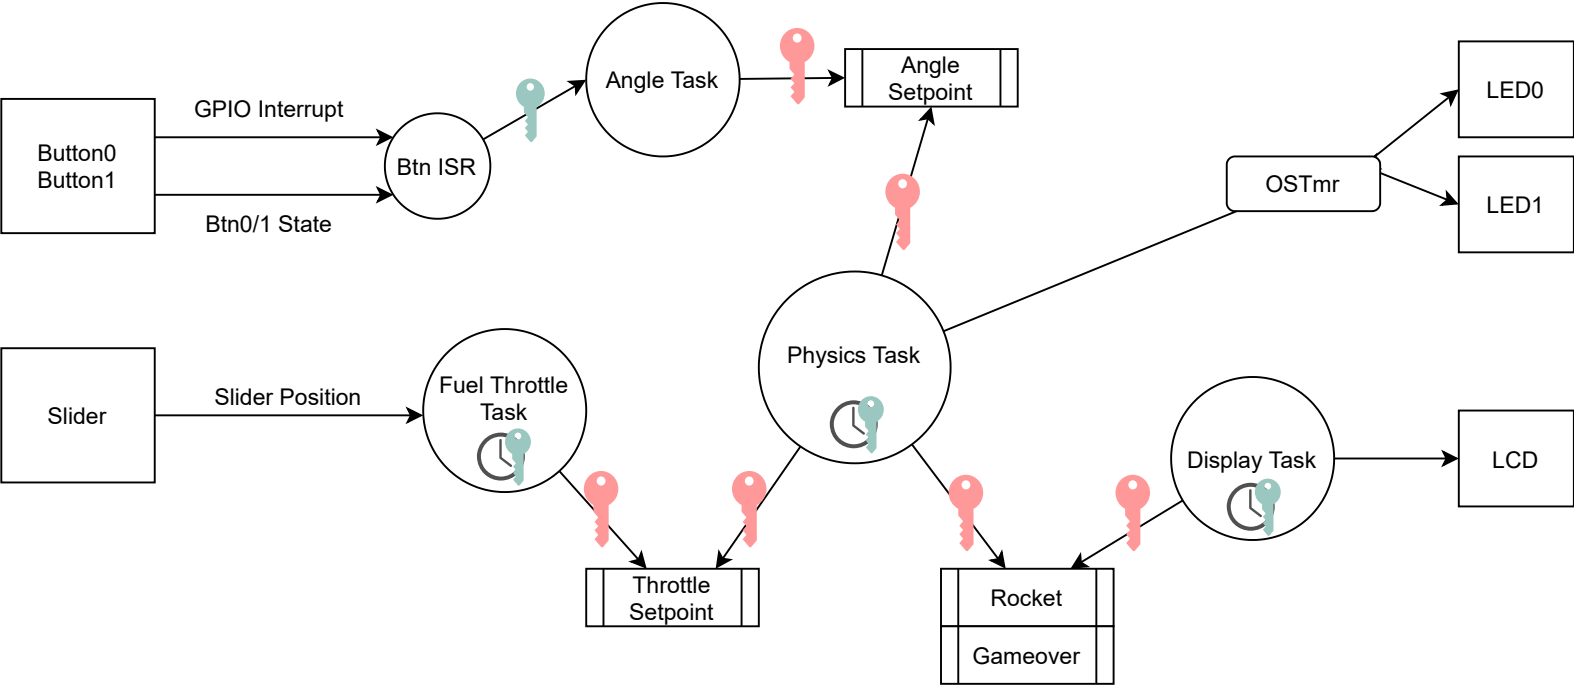 Button0
Button1
GPIO Interrupt
Btn0/1 State
Btn ISR
Angle Task
Angle
Setpoint
OSTmr
LED0
LED1
Slider
Slider Position
Fuel Throttle
Task
Physics Task
Display Task
LCD
Throttle
Setpoint
Rocket
Gameover